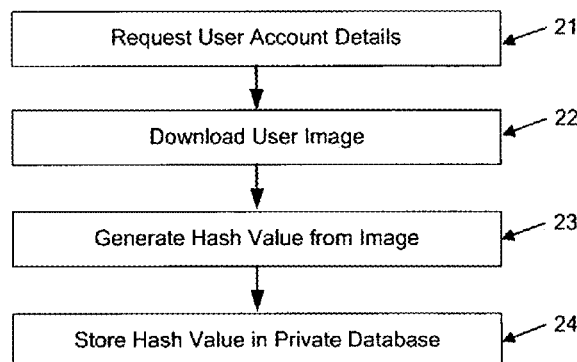 Request User Account Details
21
Download User Image
22
Generate Hash Value from Image
23
Store Hash Value in Private Database
24